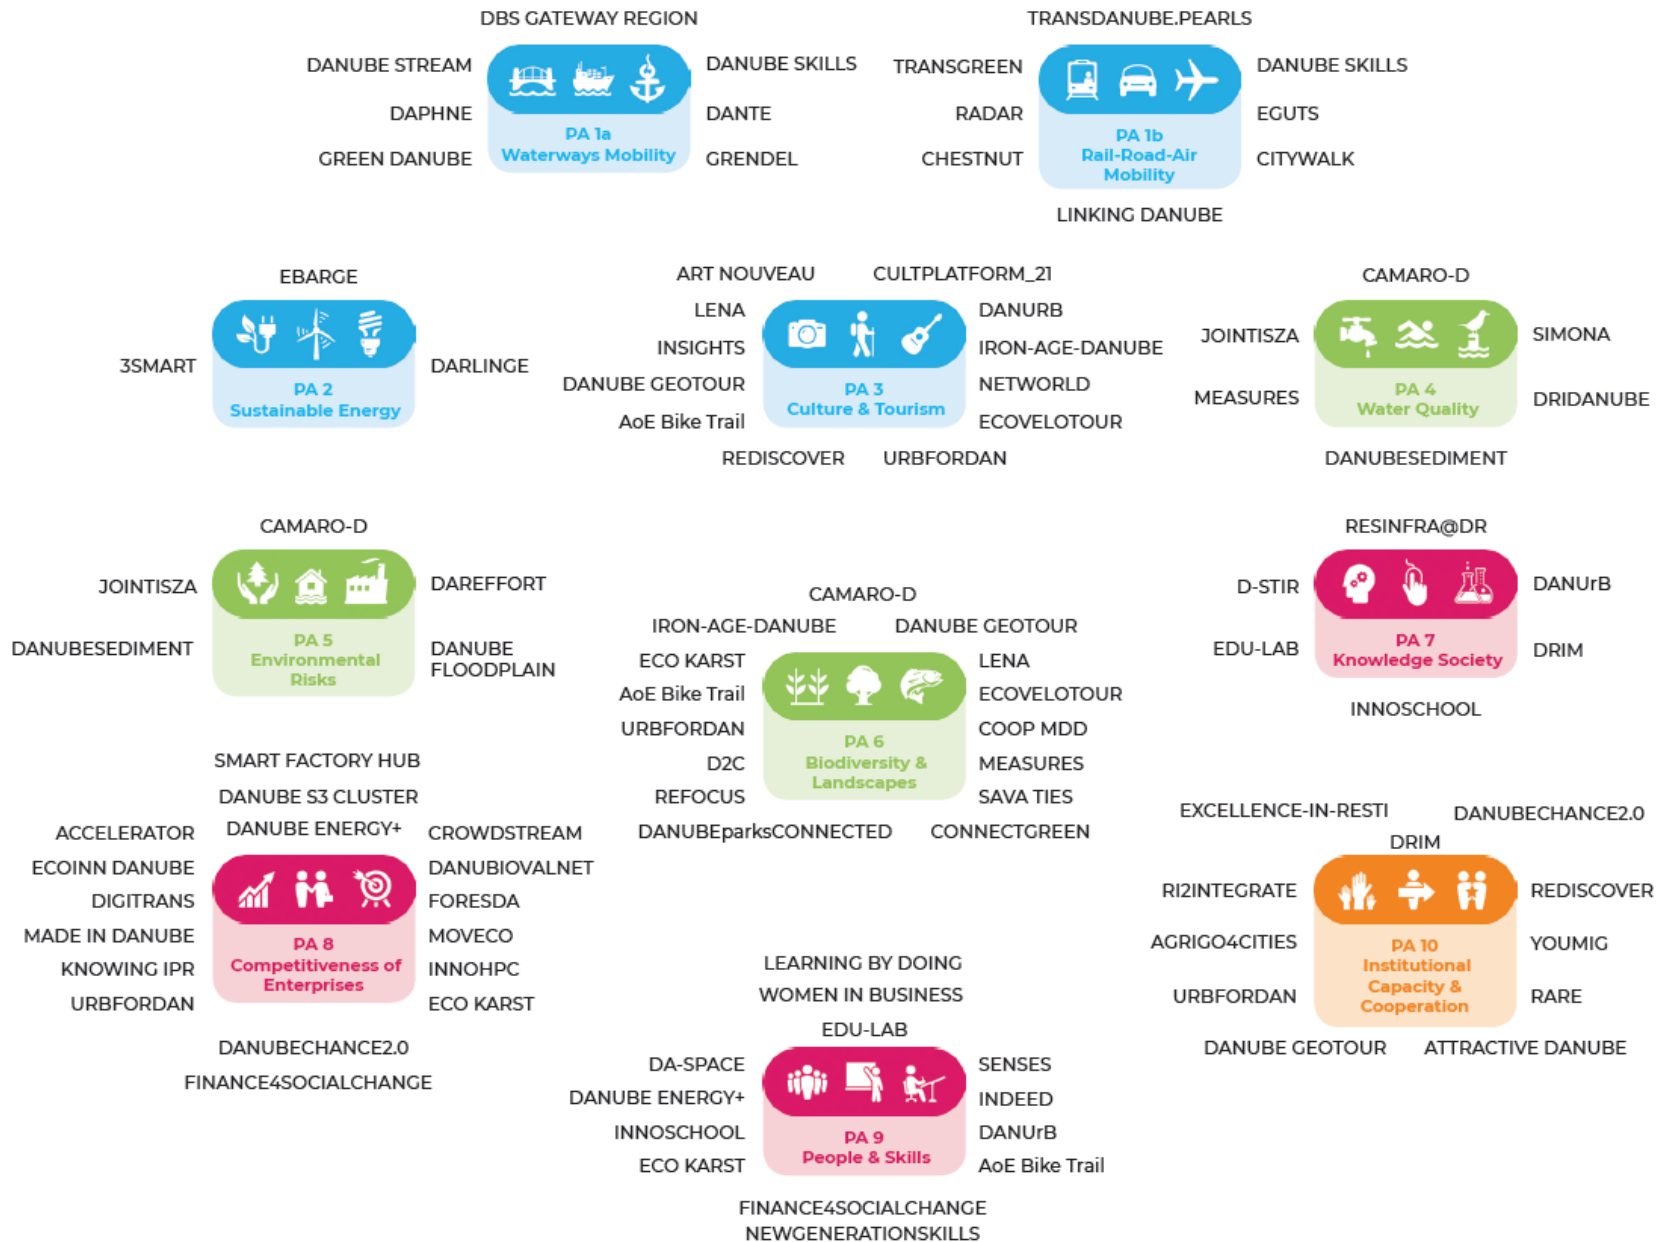 DBS GATEWAY REGION
DANUBE STREAM
DAPHNE
GREEN DANUBE
PA 1a
Waterways Mobility
DANUBE SKILLS
DANTE
GRENDEL
TRANSDANUBE.PEARLS
TRANSGREEN
RADAR
CHESTNUT
PA 1b
Rail-Road-Air
Mobility
DANUBE SKILLS
EGUTS
CITYWALK
LINKING DANUBE
EBARGE
3SMART
PA 2
Sustainable Energy
DARLINGE
ART NOUVEAU
CULTPLATFORM_21
LENA
INSIGHTS
DANUBE GEOTOUR
AoE Bike Trail
PA 3
Culture & Tourism
DANURB
IRON-AGE-DANUBE
NETWORLD
ECOVELOTOUR
REDISCOVER
URBFORDAN
CAMARO-D
JOINTISZA
MEASURES
PA 4
Water Quality
SIMONA
DRIDANUBE
DANUBESEDIMENT
CAMARO-D
JOINTISZA
DANUBESEDIMENT
PA 5
Environmental
Risks
DAREFFORT
DANUBE
FLOODPLAIN
CAMARO-D
IRON-AGE-DANUBE
DANUBE GEOTOUR
ECO KARST
AoE Bike Trail
URBFORDAN
D2C
REFOCUS
PA 6
Biodiversity &
Landscapes
LENA
ECOVELOTOUR
COOP MDD
MEASURES
SAVA TIES
DANUBEparksCONNECTED
CONNECTGREEN
RESINFRA@DR
D-STIR
EDU-LAB
PA 7
Knowledge Society
DANUrB
DRIM
INNOSCHOOL
SMART FACTORY HUB
DANUBE S3 CLUSTER
DANUBE ENERGY+
ACCELERATOR
ECOINN DANUBE
DIGITRANS
MADE IN DANUBE
KNOWING IPR
URBFORDAN
PA 8
Competitiveness of
Enterprises
CROWDSTREAM
DANUBIOVALNET
FORESDA
MOVECO
INNOHPC
ECO KARST
DANUBECHANCE2.0
FINANCE4SOCIALCHANGE
LEARNING BY DOING
WOMEN IN BUSINESS
EDU-LAB
DA-SPACE
DANUBE ENERGY+
INNOSCHOOL
ECO KARST
PA 9
People & Skills
SENSES
INDEED
DANUrB
AoE Bike Trail
FINANCE4SOCIALCHANGE
NEWGENERATIONSKILLS
EXCELLENCE-IN-RESTI
DANUBECHANCE2.0
DRIM
RI2INTEGRATE
AGRIGO4CITIES
URBFORDAN
PA 10
Institutional
Capacity &
Cooperation
REDISCOVER
YOUMIG
RARE
DANUBE GEOTOUR
ATTRACTIVE DANUBE